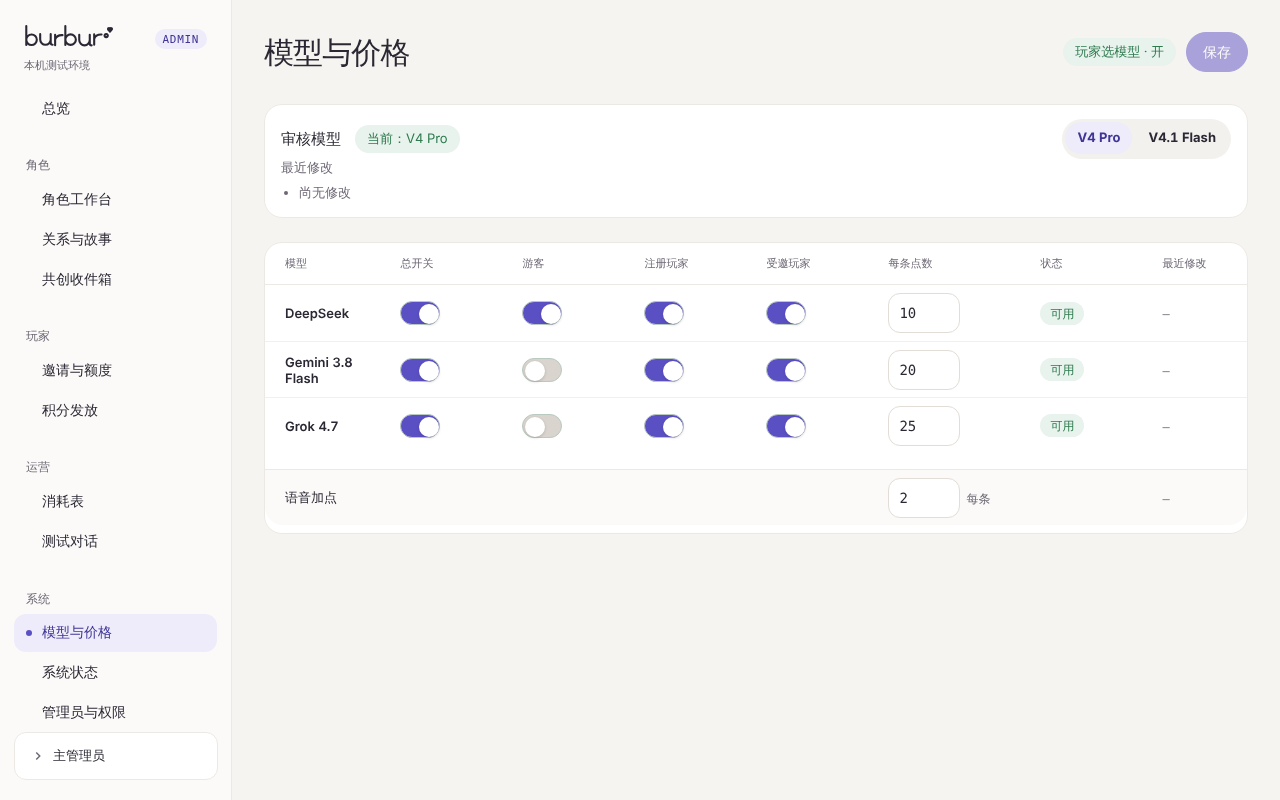 burbur
ADMIN
本机测试环境
总览
角色
角色工作台
关系与故事
共创收件箱
玩家
邀请与额度
积分发放
运营
消耗表
测试对话
系统
模型与价格
系统状态
管理员与权限
主管理员
模型与价格
玩家选模型 · 开
保存
审核模型
当前：V4 Pro
V4 Pro
V4.1 Flash
最近修改
尚无修改
模型 总开关 游客 注册玩家 受邀玩家 每条点数 状态 最近修改
DeepSeek 10 可用 –
Gemini 3.8
Flash
20 可用 –
Grok 4.7 25 可用 –
语音加点 2 每条 –